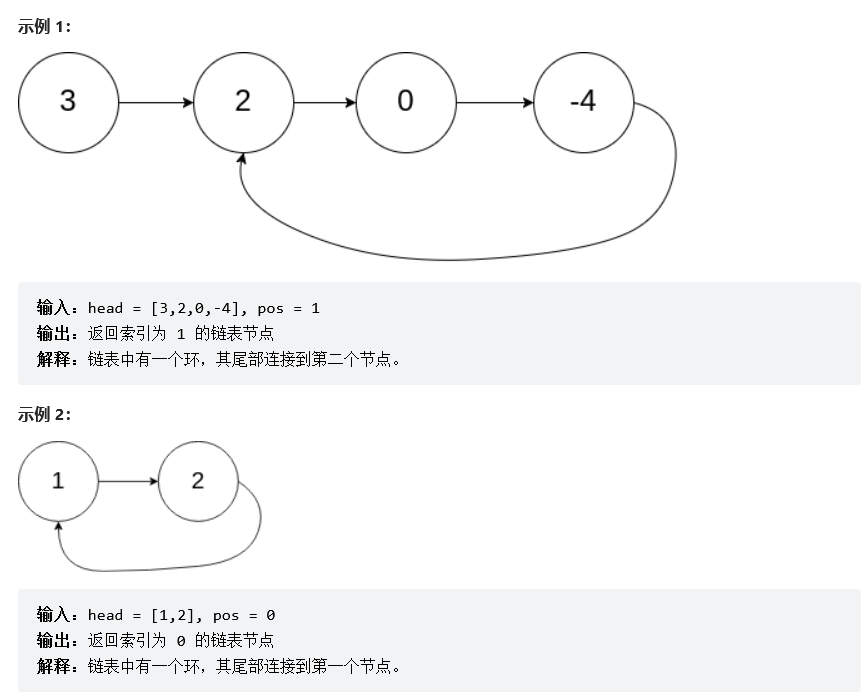 示例 1：
3
2
0
-4
输入：head = [3,2,0,-4], pos = 1
输出：返回索引为 1 的链表节点
解释：链表中有一个环，其尾部连接到第二个节点。
示例 2：
1
2
输入：head = [1,2], pos = 0
输出：返回索引为 0 的链表节点
解释：链表中有一个环，其尾部连接到第一个节点。